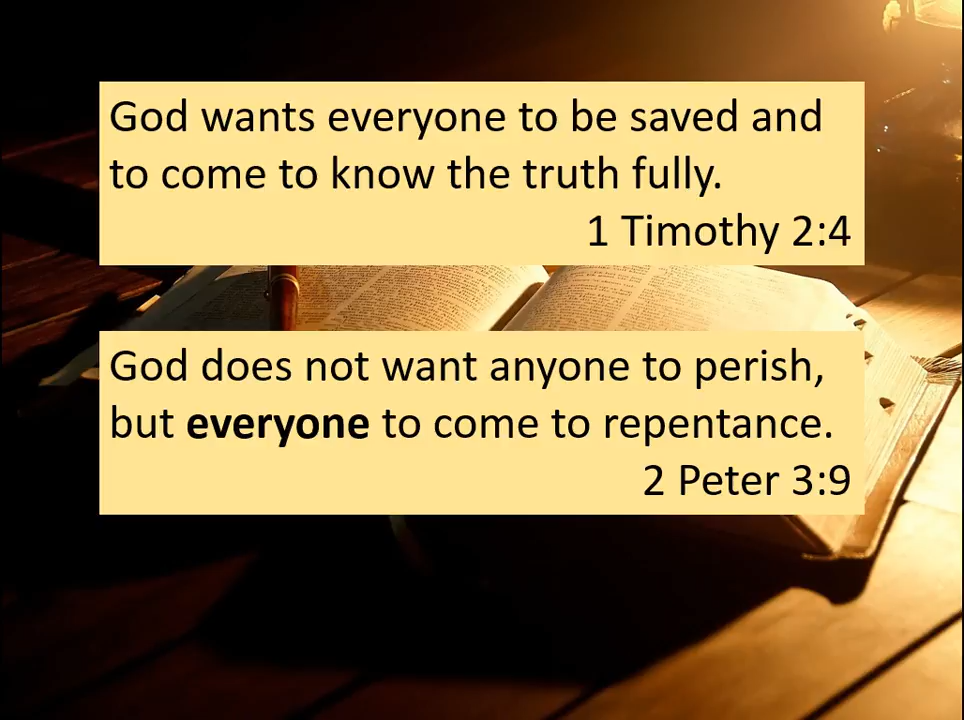 God wants everyone to be saved and
to come to know the truth fully.
1 Timothy 2:4
God does not want anyone to perish,
but everyone to come to repentance.
2 Peter 3:9